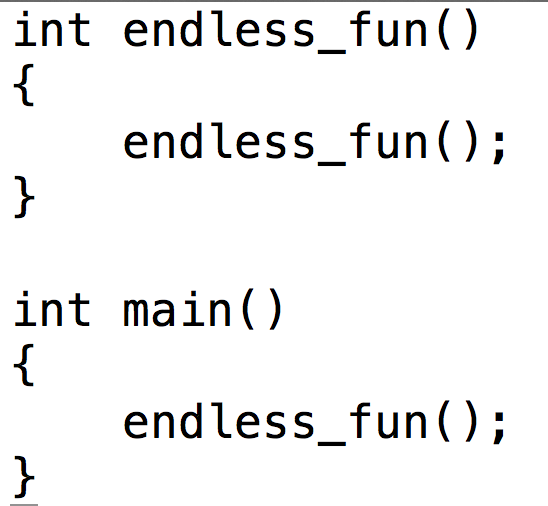 int endless_fun()
{
    endless_fun();
}

int main()
{
    endless_fun();
}